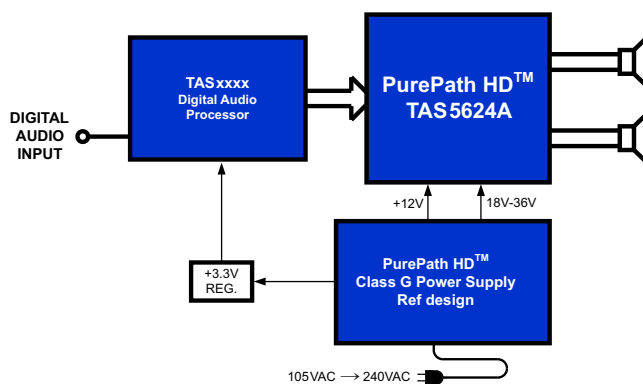 TASxxxx
Digital Audio
Processor
PurePath HD™
TAS5624A
DIGITAL
AUDIO
INPUT
+12V
18V-36V
+3.3V
REG.
PurePath HD™
Class G Power Supply
Ref design
105VAC → 240VAC